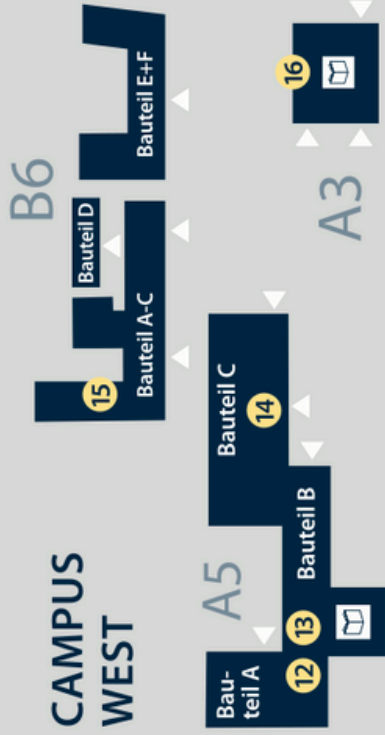 CAMPUS
WEST
B6
15
Bauteil A-C
Bauteil D
Bauteil E+F
A5
Bau-
teil A
12
13
Bauteil B
Bauteil C
14
A3
16